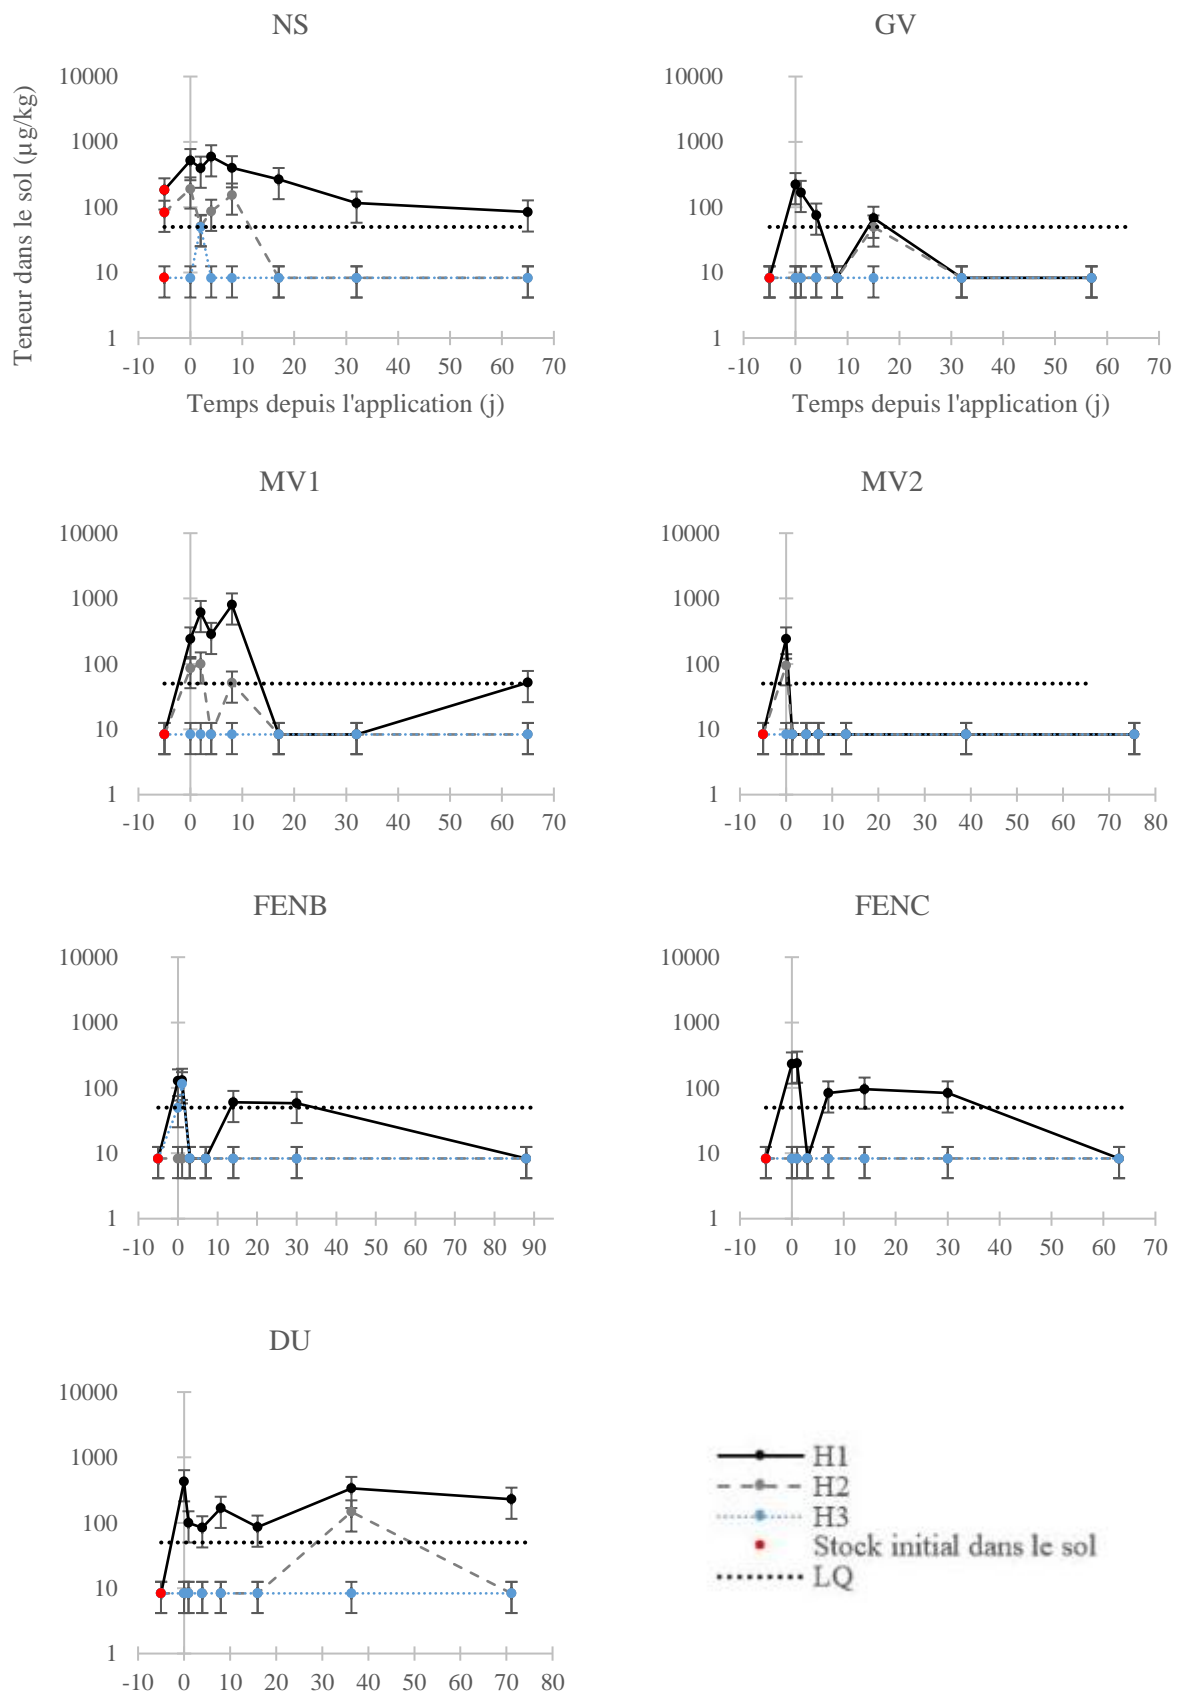 NS
GV
10000
1000
100
10
1
Teneur dans le sol (µg/kg)
-10 0 10 20 30 40 50 60 70
Temps depuis l'application (j)
10000
1000
100
10
1
-10 0 10 20 30 40 50 60 70
Temps depuis l'application (j)
MV1
MV2
10000
1000
100
10
1
-10 0 10 20 30 40 50 60 70
10000
1000
100
10
1
-10 0 10 20 30 40 50 60 70 80
FENB
FENC
10000
1000
100
10
1
-10 0 10 20 30 40 50 60 70 80 90
10000
1000
100
10
1
-10 0 10 20 30 40 50 60 70
DU
10000
1000
100
10
1
-10 0 10 20 30 40 50 60 70 80
H1
H2
H3
Stock initial dans le sol
LQ